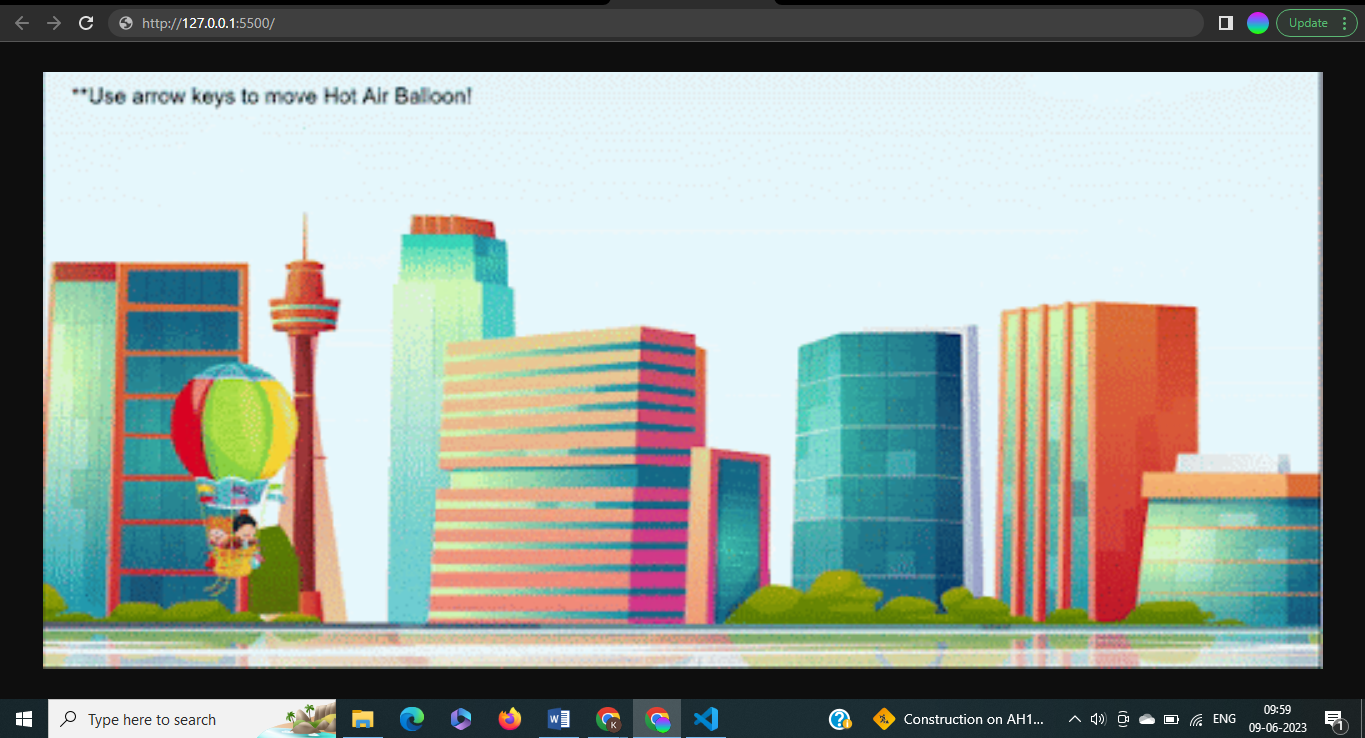 http://127.0.0.1:5500/
Update
**Use arrow keys to move Hot Air Balloon!
Type here to search
W
K
Construction on AH1...
ENG
09:59
09-06-2023
1